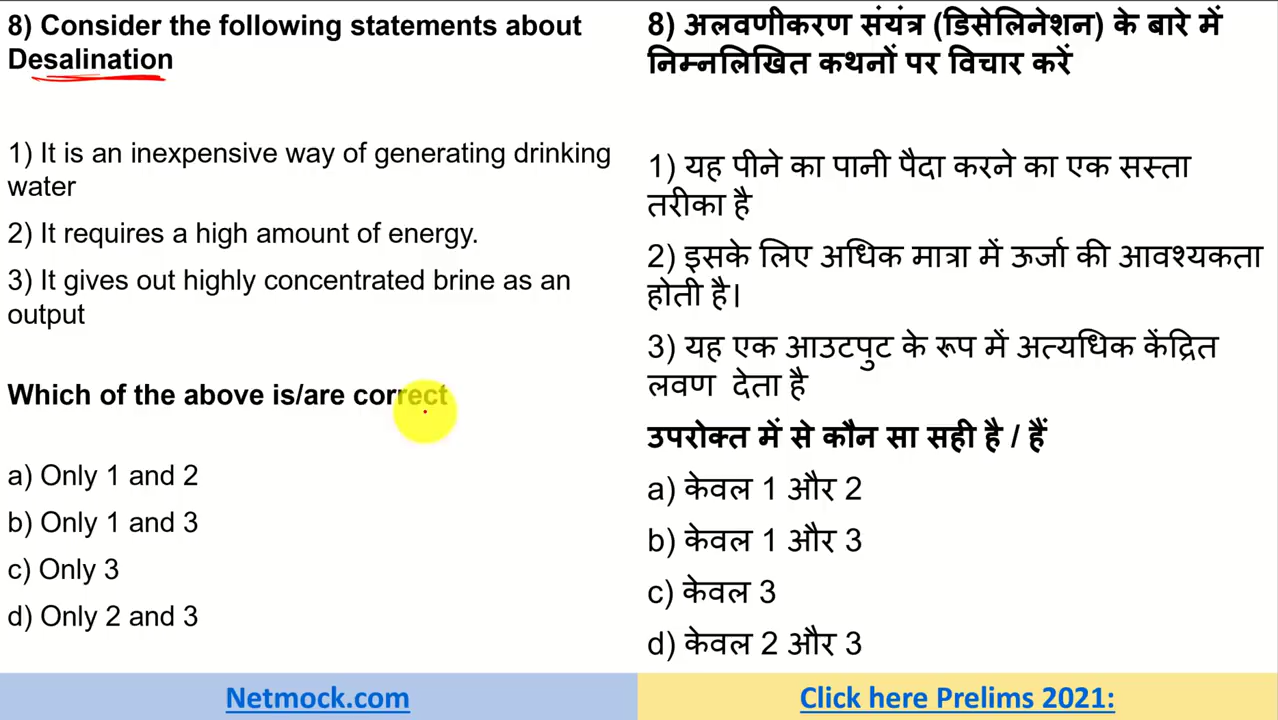 8) Consider the following statements about
Desalination
1) It is an inexpensive way of generating drinking
water
2) It requires a high amount of energy.
3) It gives out highly concentrated brine as an
output
Which of the above is/are correct
a) Only 1 and 2
b) Only 1 and 3
c) Only 3
d) Only 2 and 3
Netmock.com
8) अलवणीकरण संयंत्र (डिसेलिनेशन) के बारे में
निम्नलिखित कथनों पर विचार करें
1) यह पीने का पानी पैदा करने का एक सस्ता
तरीका है
2) इसके लिए अधिक मात्रा में ऊर्जा की आवश्यकता
होती है।
3) यह एक आउटपुट के रूप में अत्यधिक केंद्रित
लवण देता है
उपरोक्त में से कौन सा सही है / हैं
a) केवल 1 और 2
b) केवल 1 और 3
c) केवल 3
d) केवल 2 और 3
Click here Prelims 2021: